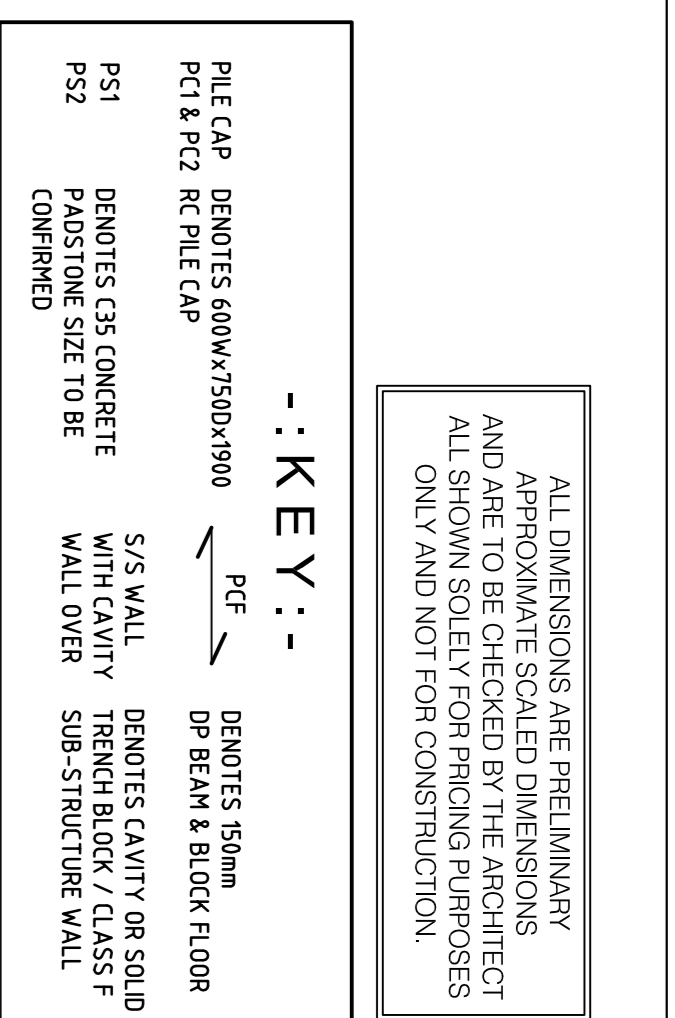 ALL DIMENSIONS ARE PRELIMINARY
APPROXIMATE SCALED DIMENSIONS
AND ARE TO BE CHECKED BY THE ARCHITECT
ALL SHOWN SOLELY FOR PRICING PURPOSES
ONLY AND NOT FOR CONSTRUCTION.
-:KEY:-
PILE CAP DENOTES 600Wx750Dx1900
PC1 & PC2 RC PILE CAP
PCF
DENOTES 150mm
DP BEAM & BLOCK FLOOR
PS1 DENOTES C35 CONCRETE
PS2 PADSTONE SIZE TO BE
CONFIRMED
S/S WALL
WITH CAVITY
WALL OVER
DENOTES CAVITY OR SOLID
TRENCH BLOCK / CLASS F
SUB-STRUCTURE WALL